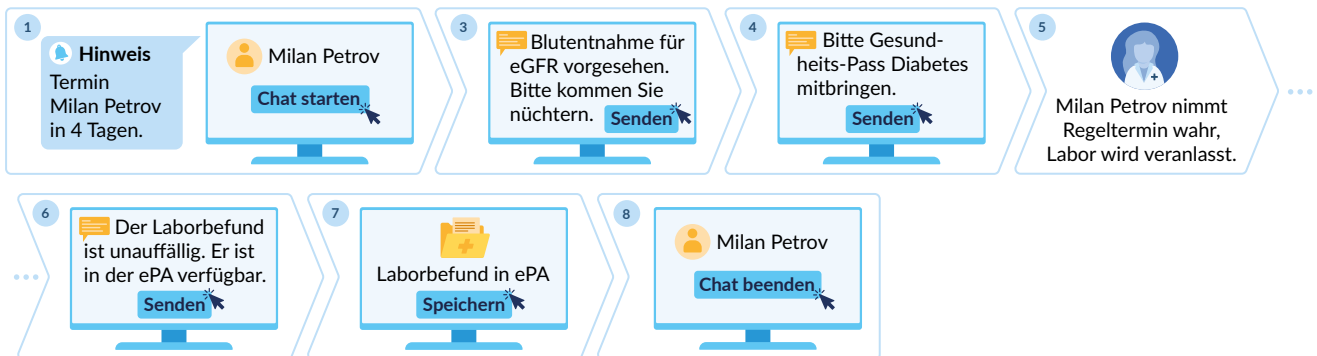 1
Hinweis
Termin
Milan Petrov
in 4 Tagen.
Milan Petrov
Chat starten
3
Blutentnahme für
eGFR vorgesehen.
Bitte kommen Sie
nüchtern.
Senden
4
Bitte Gesund-
heits-Pass Diabetes
mitbringen.
Senden
5
Milan Petrov nimmt
Regeltermin wahr,
Labor wird veranlasst.
6
Der Laborbefund
ist unauffällig. Er ist
in der ePA verfügbar.
Senden
7
Laborbefund in ePA
Speichern
8
Milan Petrov
Chat beenden